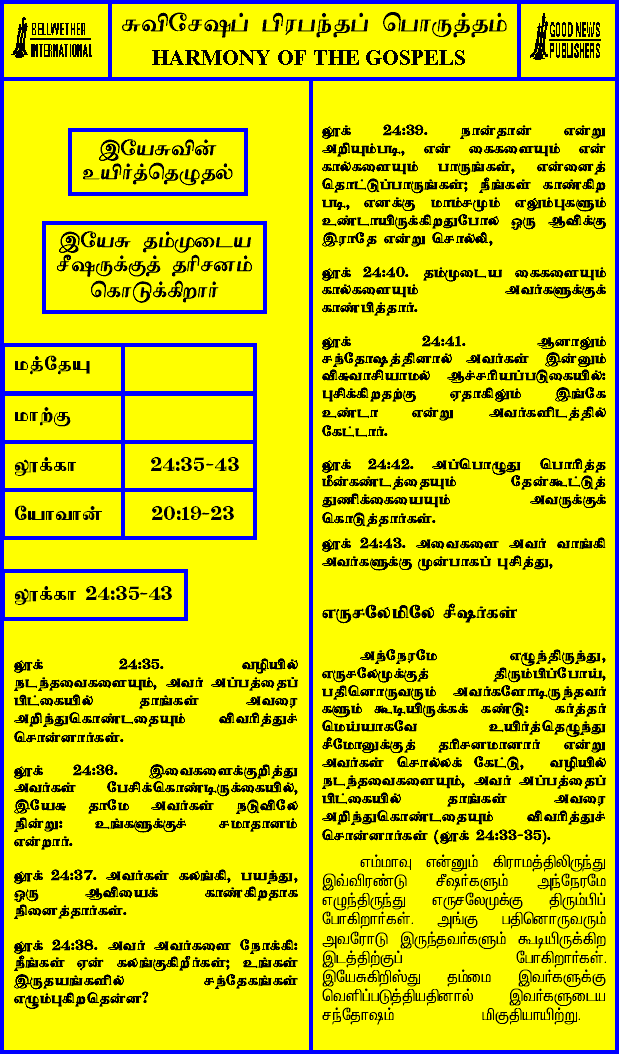 BELLWETHER
INTERNATIONAL
சுவிசேஷப் பிரபந்தப் பொருத்தம்
HARMONY OF THE GOSPELS
GOOD NEWS
PUBLISHERS
இயேசுவின்
உயிர்த்தெழுதல்
இயேசு தம்முடைய
சீஷருக்குத் தரிசனம்
கொடுக்கிறார்
மத்தேயு
மாற்கு
லூக்கா 24:35-43
யோவான் 20:19-23
லூக்கா 24:35-43
லூக் 24:35. வழியில்
நடந்தவைகளையும், அவர் அப்பத்தைப்
பிட்கையில் தாங்கள் அவரை
அறிந்துகொண்டதையும் விவரித்துச்
சொன்னார்கள்.
லூக் 24:36. இவைகளைக்குறித்து
அவர்கள் பேசிக்கொண்டிருக்கையில்,
இயேசு தாமே அவர்கள் நடுவிலே
நின்று: உங்களுக்குச் சமாதானம்
என்றார்.
லூக் 24:37. அவர்கள் கலங்கி, பயந்து,
ஒரு ஆவியைக் காண்கிறதாக
நினைத்தார்கள்.
லூக் 24:38. அவர் அவர்களை நோக்கி:
நீங்கள் ஏன் கலங்குகிறீர்கள்; உங்கள்
இருதயங்களில் சந்தேகங்கள்
எழும்புகிறதென்ன?
லூக் 24:39. நான்தான் என்று
அறியும்படி, என் கைகளையும் என்
கால்களையும் பாருங்கள், என்னைத்
தொட்டுப்பாருங்கள்; நீங்கள் காண்கிற
படி, எனக்கு மாம்சமும் எலும்புகளும்
உண்டாயிருக்கிறதுபோல ஒரு ஆவிக்கு
இராதே என்று சொல்லி,
லூக் 24:40. தம்முடைய கைகளையும்
கால்களையும் அவர்களுக்குக்
காண்பித்தார்.
லூக் 24:41. ஆனாலும்
சந்தோஷத்தினால் அவர்கள் இன்னும்
விசுவாசியாமல் ஆச்சரியப்படுகையில்:
புசிக்கிறதற்கு ஏதாகிலும் இங்கே
உண்டா என்று அவர்களிடத்தில்
கேட்டார்.
லூக் 24:42. அப்பொழுது பொரித்த
மீன்கண்டத்தையும் தேன்கூட்டுத்
துணிக்கையையும் அவருக்குக்
கொடுத்தார்கள்.
லூக் 24:43. அவைகளை அவர் வாங்கி
அவர்களுக்கு முன்பாகப் புசித்து,
எருசலேமிலே சீஷர்கள்
அந்நேரமே எழுந்திருந்து,
எருசலேமுக்குத் திரும்பிப்போய்,
பதினொருவரும் அவர்களோடிருந்தவர்
களும் கூடியிருக்கக் கண்டு: கர்த்தர்
மெய்யாகவே உயிர்த்தெழுந்து
சீமோனுக்குத் தரிசனமானார் என்று
அவர்கள் சொல்லக் கேட்டு, வழியில்
நடந்தவைகளையும், அவர் அப்பத்தைப்
பிட்கையில் தாங்கள் அவரை
அறிந்துகொண்டதையும் விவரித்துச்
சொன்னார்கள் (லூக் 24:33-35).
எம்மாவு என்னும் கிராமத்திலிருந்து
இவ்விரண்டு சீஷர்களும் அந்நேரமே
எழுந்திருந்து எருசலேமுக்கு திரும்பிப்
போகிறார்கள். அங்கு பதினொருவரும்
அவரோடு இருந்தவர்களும் கூடியிருக்கிற
இடத்திற்குப் போகிறார்கள்.
இயேசுகிறிஸ்து தம்மை இவர்களுக்கு
வெளிப்படுத்தியதினால் இவர்களுடைய
சந்தோஷம் மிகுதியாயிற்று.